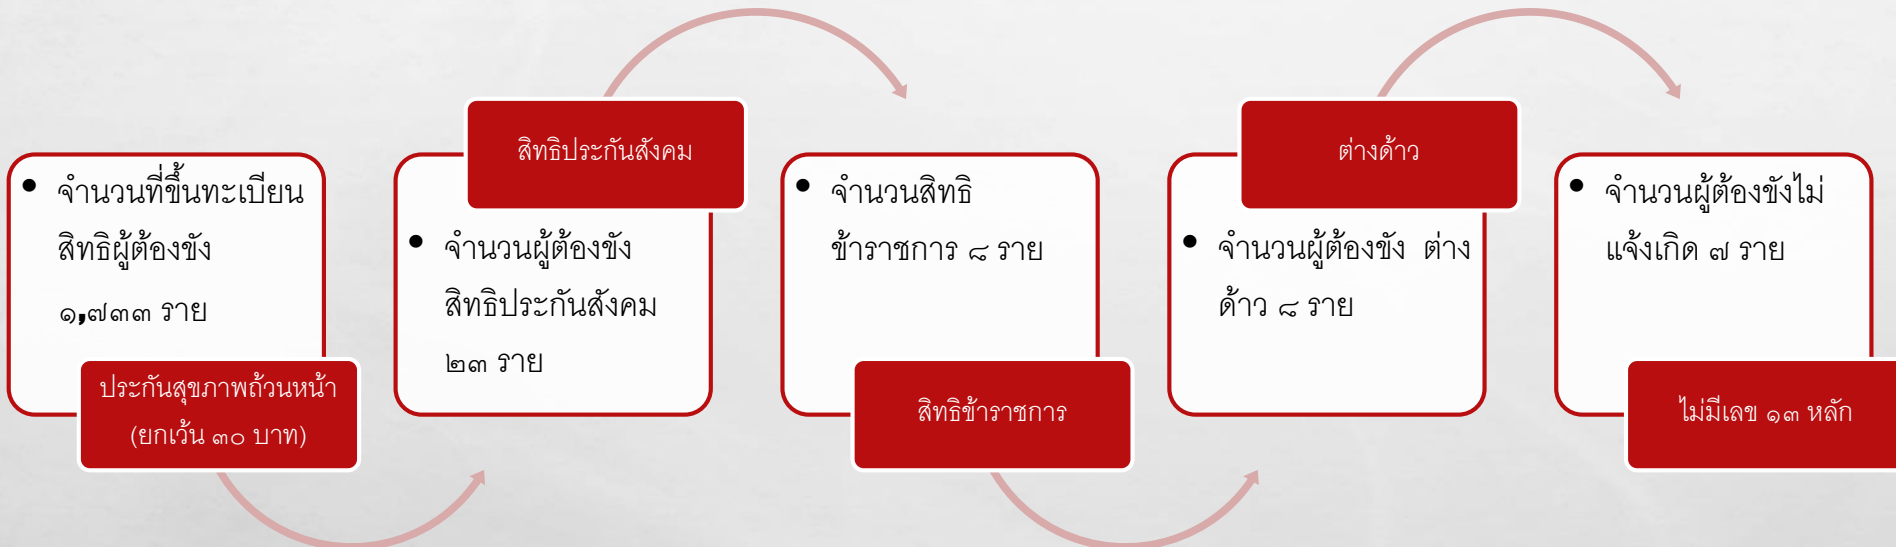 • จำนวนที่ขึ้นทะเบียน
สิทธิผู้ต้องขัง
๑,๗๓๓ ราย
ประกันสุขภาพถ้วนหน้า
(ยกเว้น ๓๐ บาท)
สิทธิประกันสังคม
• จำนวนผู้ต้องขัง
สิทธิประกันสังคม
๒๓ ราย
• จำนวนสิทธิ
ข้าราชการ ๘ ราย
สิทธิข้าราชการ
ต่างด้าว
• จำนวนผู้ต้องขัง ต่าง
ด้าว ๘ ราย
• จำนวนผู้ต้องขังไม่
แจ้งเกิด ๗ ราย
ไม่มีเลข ๑๓ หลัก